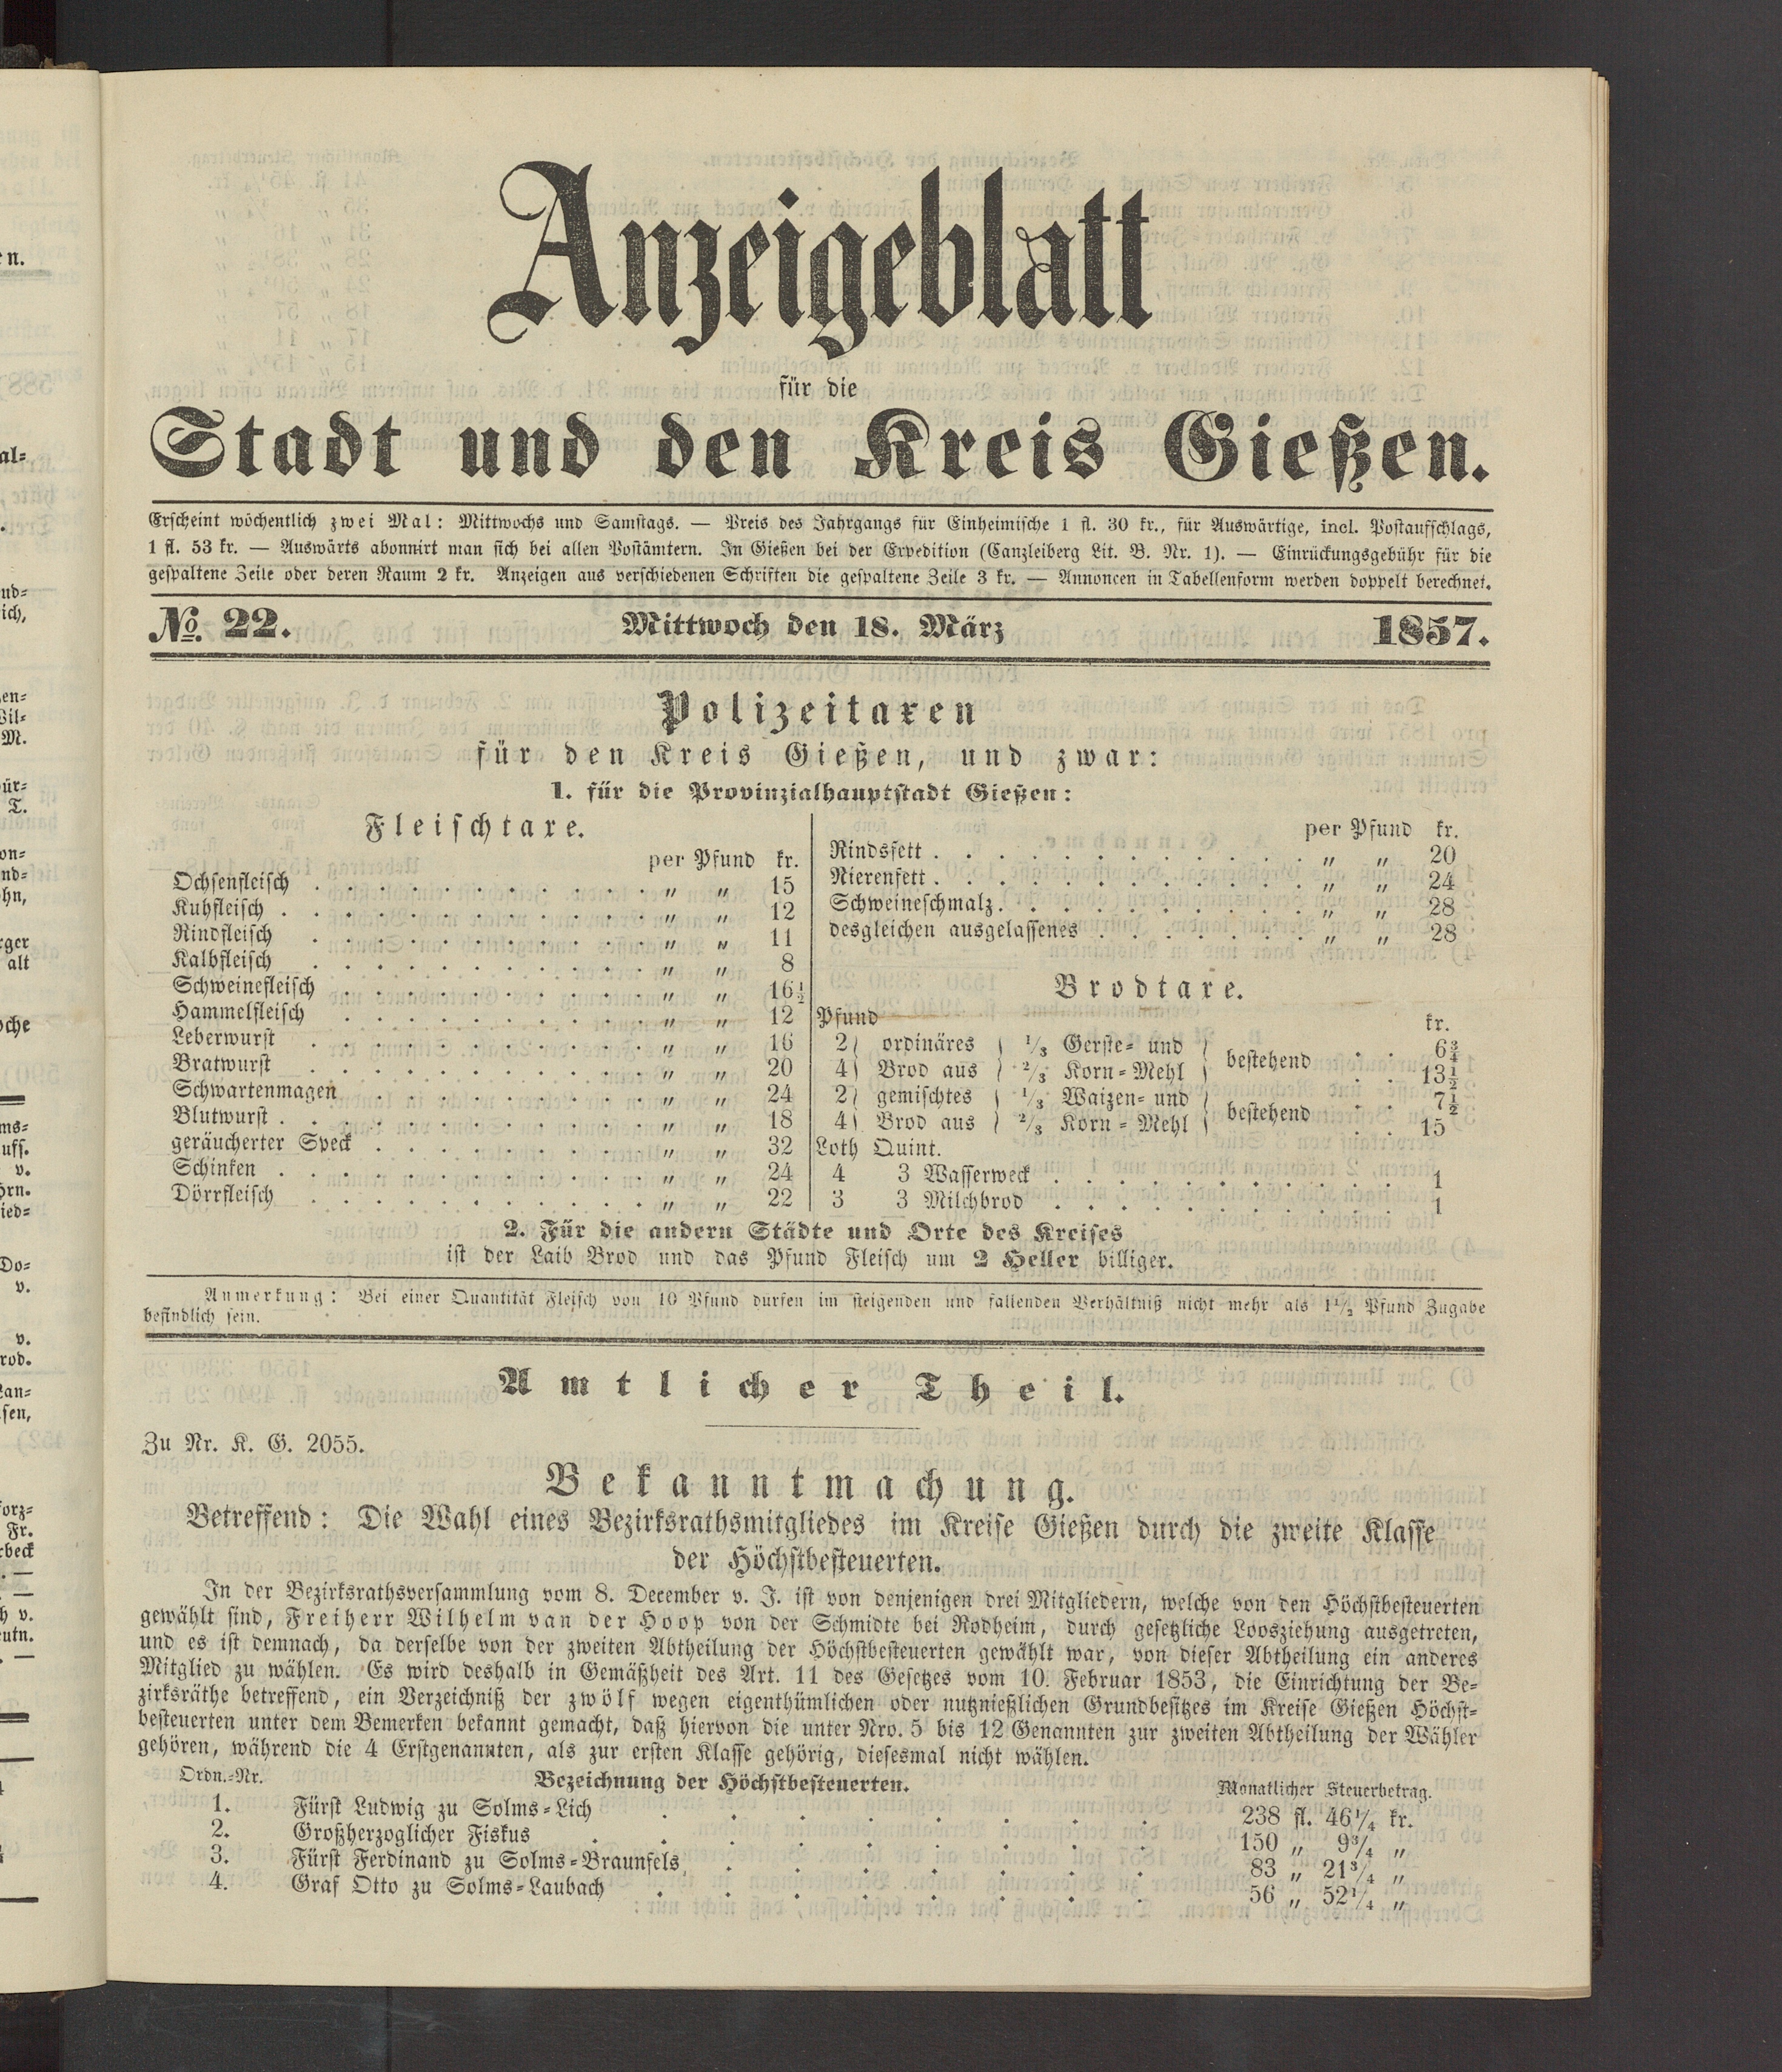 Anzeigeblatt
für die
Stadt und den Kreis Gießen.
Erscheint wöchentlich zwei Mal: Mittwochs und Samstags. — Preis des Jahrgangs für Einheimische 1 fl. 30 kr., für Auswärtige, incl. Postaufschlags,
1 fl. 53 kr. — Auswärts abonnirt man sich bei allen Postämtern. In Gießen bei der Expedition (Canzleiberg Lit. B. Nr. 1). — Einrückungsgebühr für die
gespaltene Zeile oder deren Raum 2 kr. Anzeigen aus verschiedenen Schriften die gespaltene Zeile 3 kr. — Annoncen in Tabellenform werden doppelt berechnet.
№ 22. Mittwoch den 18. März 1857.
Polizeitaxen
für den Kreis Gießen, und zwar:
1. für die Provinzialhauptstadt Gießen:
Fleischtaxe.
per Pfund kr.
Ochsenfleisch . . . . . . . . . . . . „ „ 15
Kuhfleisch . . . . . . . . . . . . „ „ 12
Rindfleisch . . . . . . . . . . . . „ „ 11
Kalbfleisch . . . . . . . . . . . . „ „ 8
Schweinefleisch . . . . . . . . . . . „ „ 16½
Hammelfleisch . . . . . . . . . . . „ „ 12
Leberwurst . . . . . . . . . . . . „ „ 16
Bratwurst . . . . . . . . . . . . „ „ 20
Schwartenmagen . . . . . . . . . . „ „ 24
Blutwurst . . . . . . . . . . . . „ „ 18
geräucherter Speck . . . . . . . . . „ „ 32
Schinken . . . . . . . . . . . . „ „ 24
Dörrfleisch . . . . . . . . . . . . „ „ 22
per Pfund kr.
Rindsfett . . . . . . . . . . . . „ „ 20
Nierenfett . . . . . . . . . . . . „ „ 24
Schweineschmalz . . . . . . . . . . „ „ 28
desgleichen ausgelassenes . . . . . . . „ „ 28
Brodtaxe.
Pfund kr.
2) ordinäres ( 1/3 Gerste- und ) bestehend . . 6¾
4) Brod aus ( 2/3 Korn-Mehl ) . . 13½
2) gemischtes ( 1/3 Waizen- und ) bestehend . . 7½
4) Brod aus ( 2/3 Korn-Mehl ) . . 15
Loth Quint.
4 3 Wasserweck . . . . . . . . . . 1
3 3 Milchbrod . . . . . . . . . . 1
2. Für die andern Städte und Orte des Kreises
ist der Laib Brod und das Pfund Fleisch um 2 Heller billiger.
Anmerkung: Bei einer Quantität Fleisch von 10 Pfund dürfen im steigenden und fallenden Verhältniß nicht mehr als 1½ Pfund Zugabe
befindlich sein.
Amtlicher Theil.
Zu Nr. K. G. 2055.
Bekanntmachung.
Betreffend: Die Wahl eines Bezirksrathsmitgliedes im Kreise Gießen durch die zweite Klasse
der Höchstbesteuerten.
In der Bezirksrathsversammlung vom 8. December v. J. ist von denjenigen drei Mitgliedern, welche von den Höchstbesteuerten
gewählt sind, Freiherr Wilhelm van der Hoop von der Schmidte bei Rodheim, durch gesetzliche Loosziehung ausgetreten,
und es ist demnach, da derselbe von der zweiten Abtheilung der Höchstbesteuerten gewählt war, von dieser Abtheilung ein anderes
Mitglied zu wählen. Es wird deshalb in Gemäßheit des Art. 11 des Gesetzes vom 10. Februar 1853, die Einrichtung der Be-
zirksräthe betreffend, ein Verzeichniß der zwölf wegen eigenthümlichen oder nutznießlichen Grundbesitzes im Kreise Gießen Höchst-
besteuerten unter dem Bemerken bekannt gemacht, daß hiervon die unter Nro. 5 bis 12 Genannten zur zweiten Abtheilung der Wähler
gehören, während die 4 Erstgenannten, als zur ersten Klasse gehörig, diesesmal nicht wählen.
Ordn.-Nr. Bezeichnung der Höchstbesteuerten. Monatlicher Steuerbetrag.
1. Fürst Ludwig zu Solms-Lich . . . . . . . . 238 fl. 46¼ kr.
2. Großherzoglicher Fiskus . . . . . . . . . 150 „ 9¾ „
3. Fürst Ferdinand zu Solms-Braunfels . . . . . . . 83 „ 21¾ „
4. Graf Otto zu Solms-Laubach . . . . . . . . 56 „ 52¼ „